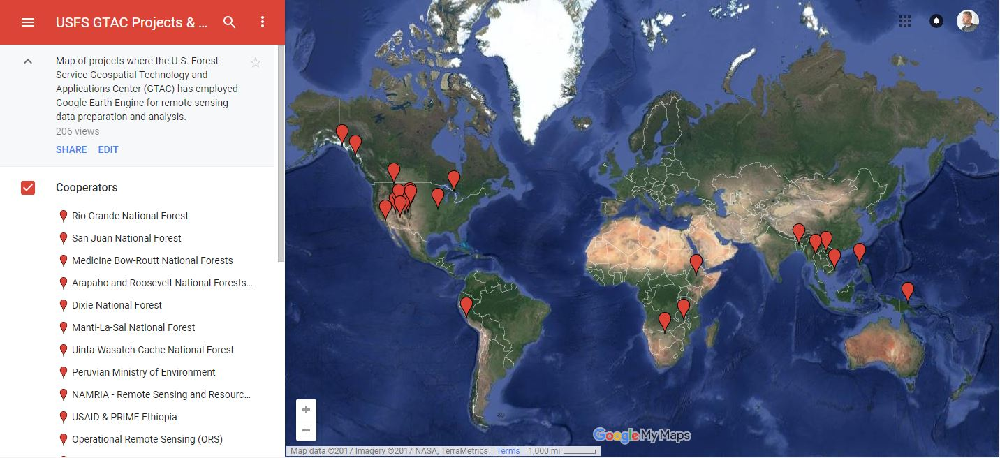 USFS GTAC Projects & ...
Map of projects where the U.S. Forest
Service Geospatial Technology and
Applications Center (GTAC) has employed
Google Earth Engine for remote sensing
data preparation and analysis.
206 views
SHARE EDIT
Cooperators
Rio Grande National Forest
San Juan National Forest
Medicine Bow-Routt National Forests
Arapaho and Roosevelt National Forests...
Dixie National Forest
Manti-La-Sal National Forest
Uinta-Wasatch-Cache National Forest
Peruvian Ministry of Environment
NAMRIA - Remote Sensing and Resourc...
USAID & PRIME Ethiopia
Operational Remote Sensing (ORS)
+
−
Google My Maps
Map data ©2017 Imagery ©2017 NASA, TerraMetrics Terms 1,000 mi